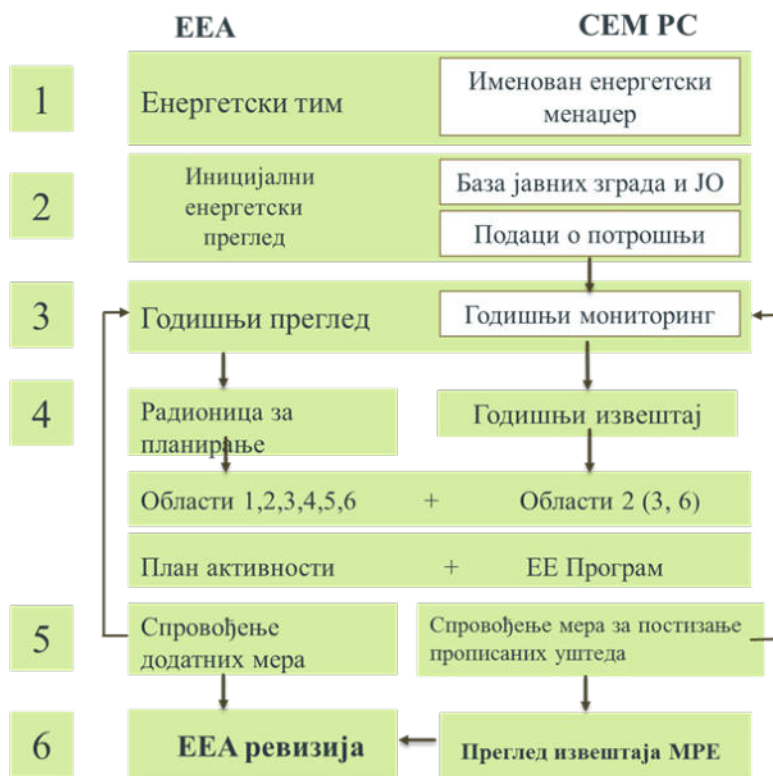 ЕЕА СЕМ РС
1
Енергетски тим
Именован енергетски
менаџер
2
Иницијални
енергетски
преглед
База јавних зграда и ЈО
Подаци о потрошњи
3
Годишњи преглед
Годишњи мониторинг
4
Радионица за
планирање
Годишњи извештај
Области 1,2,3,4,5,6 + Области 2 (3, 6)
План активности + ЕЕ Програм
5
Спровођење
додатних мера
Спровођење мера за постизање
прописаних уштеда
6
ЕЕА ревизија
Преглед извештаја МРЕ